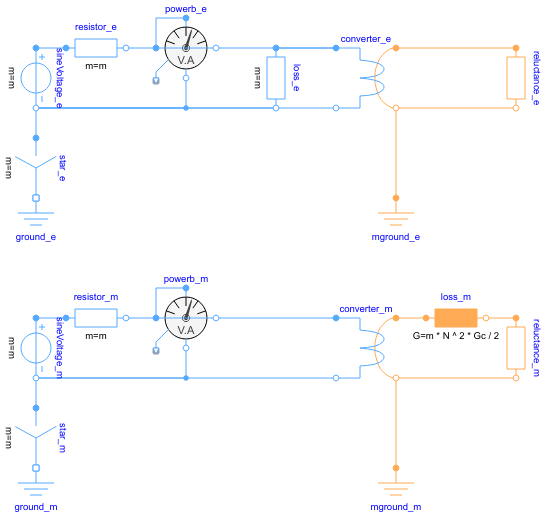 powerb_e
resistor_e
converter_e
m=m
sineVoltage_e
+
-
m=m
V.A
loss_e
m=m
reluctance_e
star_e
m=m
ground_e
mground_e
powerb_m
resistor_m
converter_m
loss_m
m=m
sineVoltage_m
+
-
m=m
V.A
G=m * N ^ 2 * Gc / 2
reluctance_m
star_m
m=m
ground_m
mground_m